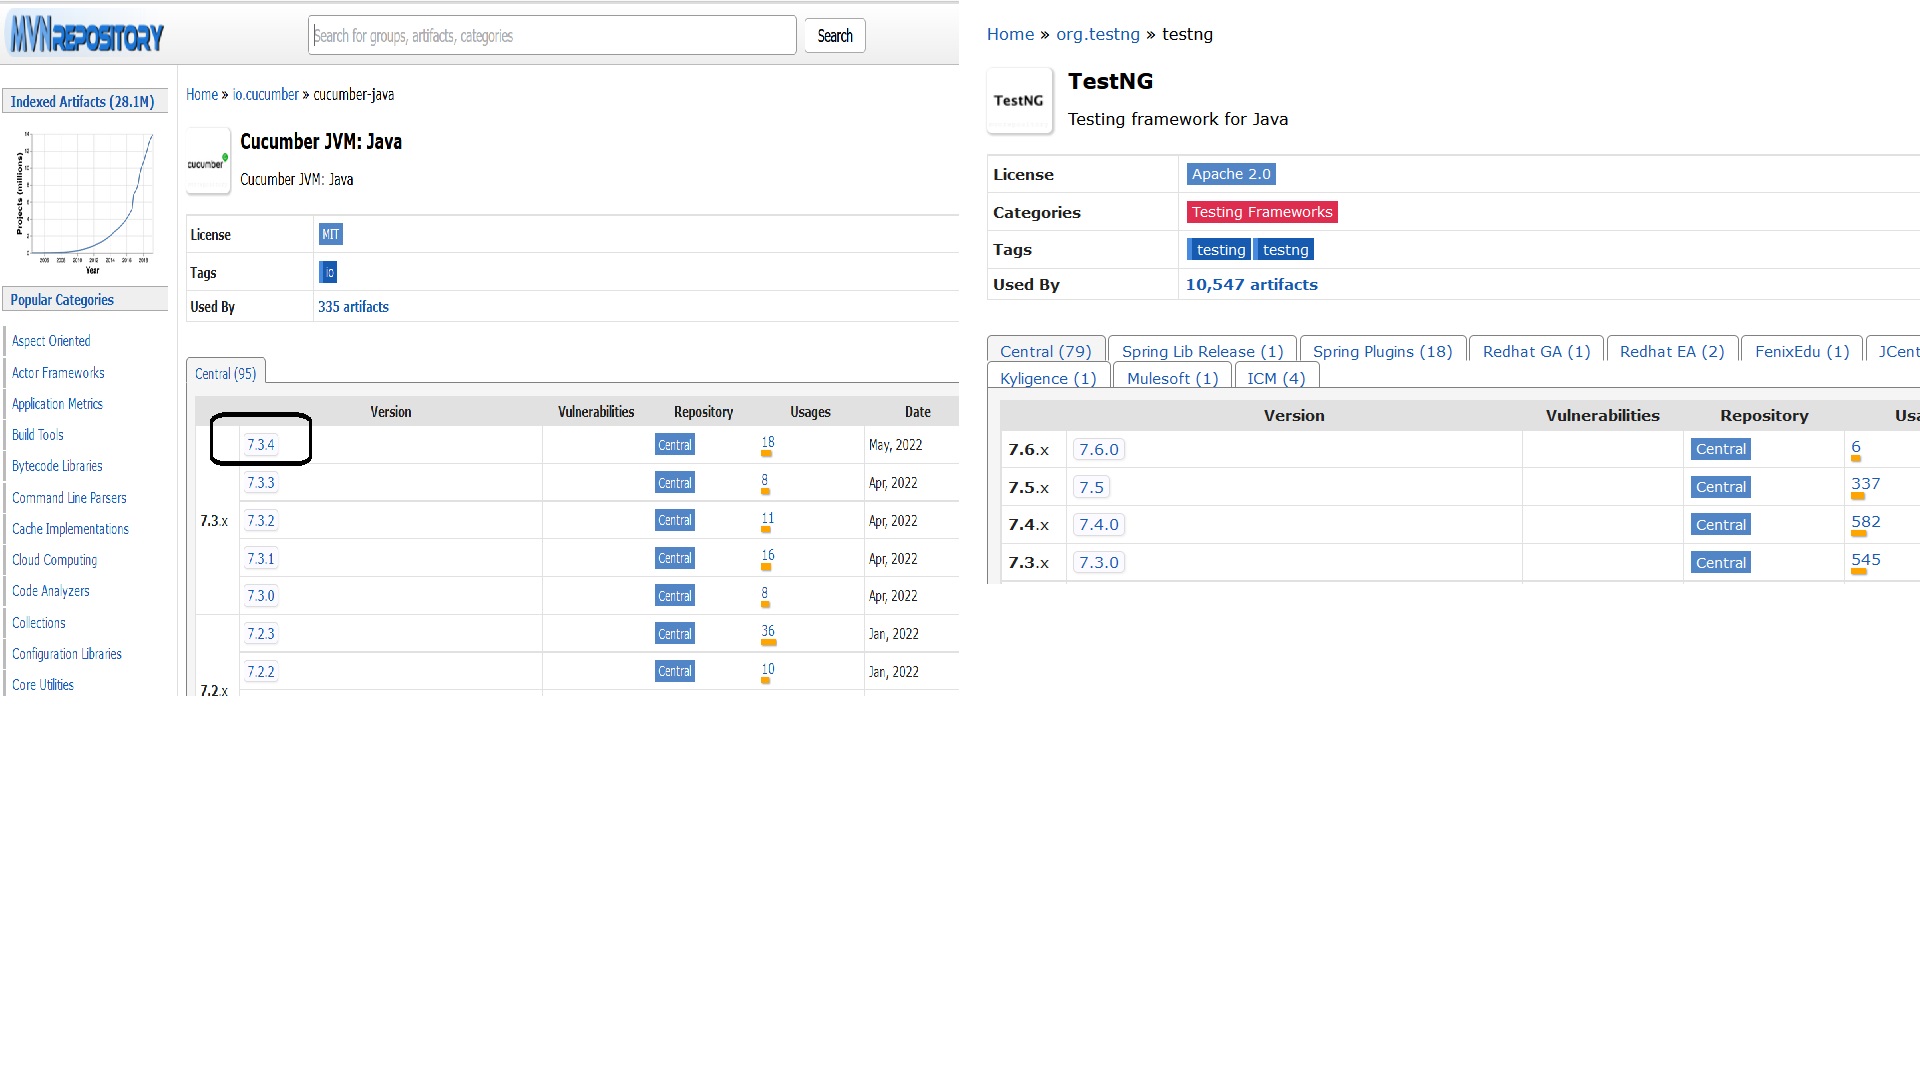 MVNREPOSITORY
Search for groups, artifacts, categories
Search
Indexed Artifacts (28.1M)
Projects (millions)
Year
Popular Categories
Aspect Oriented
Actor Frameworks
Application Metrics
Build Tools
Bytecode Libraries
Command Line Parsers
Cache Implementations
Cloud Computing
Code Analyzers
Collections
Configuration Libraries
Core Utilities
Home » io.cucumber » cucumber-java
cucumber
Cucumber JVM: Java
Cucumber JVM: Java
License MIT
Tags io
Used By 335 artifacts
Central (95)
Version Vulnerabilities Repository Usages Date
7.3.4 Central 18 May, 2022
7.3.3 Central 8 Apr, 2022
7.3.x 7.3.2 Central 11 Apr, 2022
7.3.1 Central 16 Apr, 2022
7.3.0 Central 8 Apr, 2022
7.2.3 Central 36 Jan, 2022
7.2.2 Central 10 Jan, 2022
7.2.x
Home » org.testng » testng
TestNG
TestNG
Testing framework for Java
License Apache 2.0
Categories Testing Frameworks
Tags testing testng
Used By 10,547 artifacts
Central (79) Spring Lib Release (1) Spring Plugins (18) Redhat GA (1) Redhat EA (2) FenixEdu (1) JCent
Kyligence (1) Mulesoft (1) ICM (4)
Version Vulnerabilities Repository Usa
7.6.x 7.6.0 Central 6
7.5.x 7.5 Central 337
7.4.x 7.4.0 Central 582
7.3.x 7.3.0 Central 545